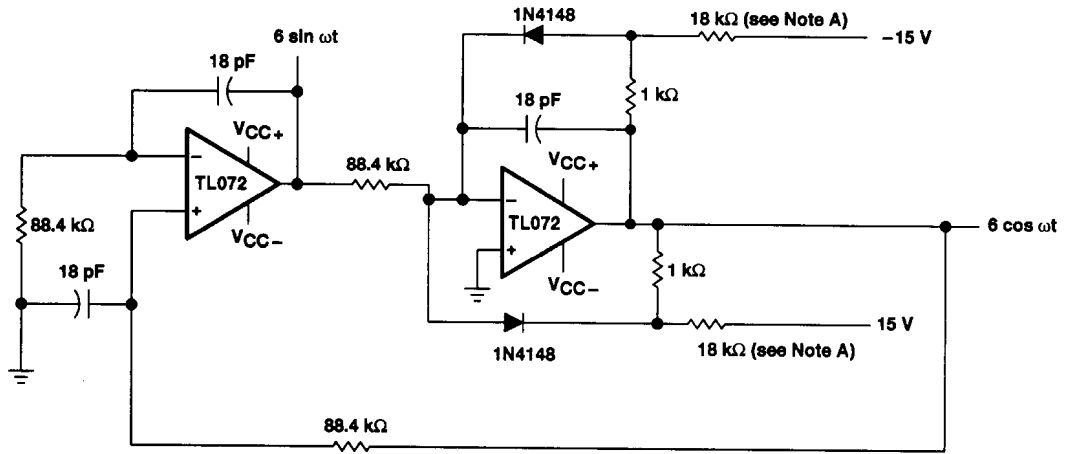 1N4148
18 kΩ (see Note A)
−15 V
6 sin ωt
18 pF
1 kΩ
18 pF
VCC+
88.4 kΩ
VCC+
−
TL072
+
−
TL072
+
88.4 kΩ
VCC−
6 cos ωt
18 pF
VCC−
1 kΩ
15 V
1N4148
18 kΩ (see Note A)
88.4 kΩ